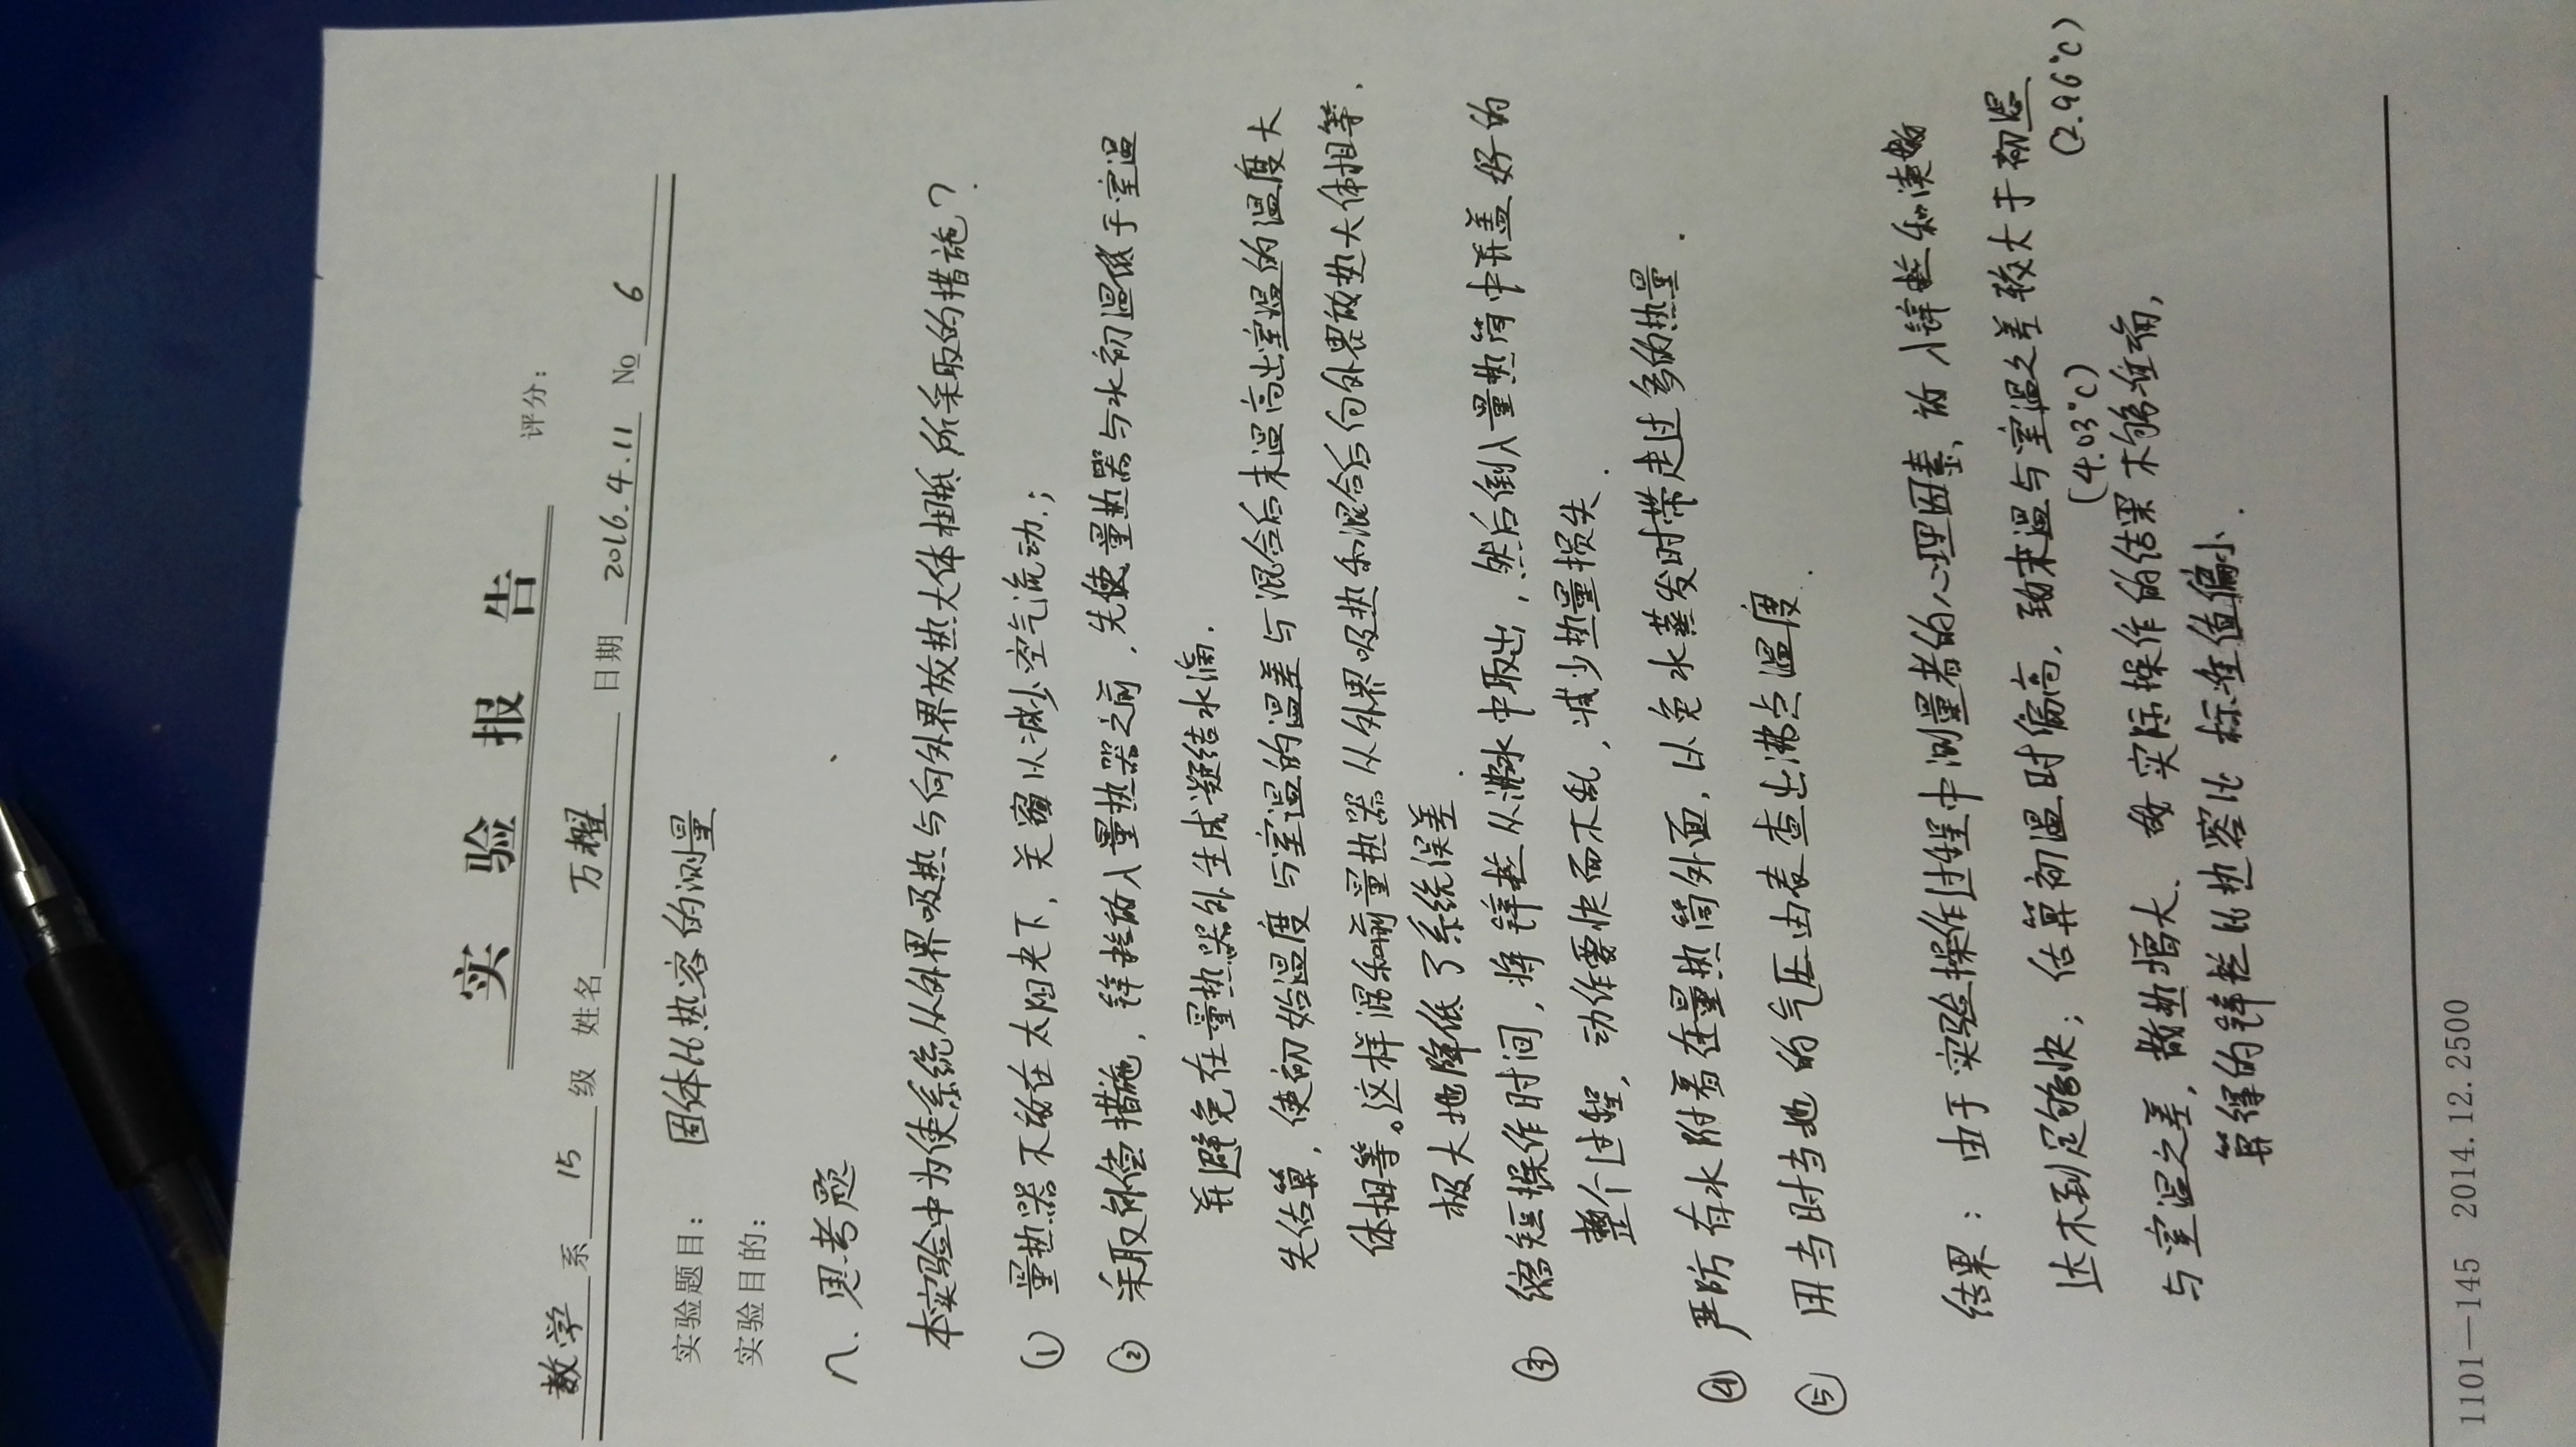 实 验 报 告
评分：
数学 系 15 级 姓名 万耀 日期 2016.4.11 No 6
实验题目： 固体比热容的测量
实验目的：
八、思考题
本实验中为使系统从外界吸热与向外界放热大体相抵所采取的措施？
① 量热器不放在太阳光下，关窗以减少空气流动；
② 采取补偿措施，锌粒放入量热器之前，先使量热器与水初温低于室温
并避免在量热器外生成凝结水滴.
先估算，使初始温度与室温的温差与混合后末温高出室温的温度大
体相等。这样混合前量热器从外界吸热和混合后向外界放热大体相等.
极大地降低了系统误差
③ 缩短操作时间，将锌粒从沸水中取出，然后倒入量热筒中并盖好的
整个过程，动作要快而不乱，减少热量损失.
④ 严防有水附着在量热筒外面，以免水蒸发时带走过多的热量.
⑤ 用当时当地的气压由表查出沸点温度.
结果：由于实验操作过程中测量者的心理因素，放入锌粒和读数
达不到足够快；估算初温时偏高，致末温与室温之差较大于初温
(4.03℃) (2.96℃)
与室温之差，散热增大、故实际操作的结果不够准确，
算得的锌粒比热容比标准值偏小.
1101—145 2014.12.2500